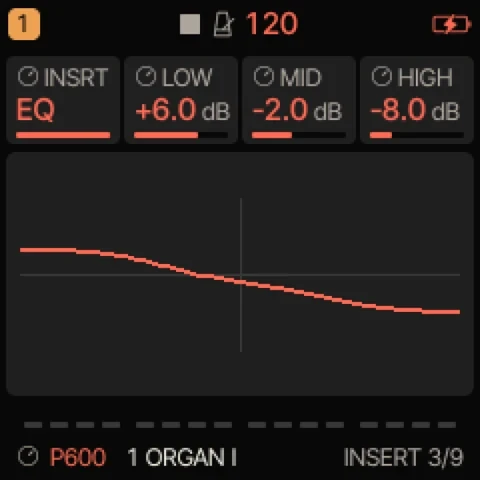 1 120
INSRT LOW MID HIGH
EQ +6.0 dB -2.0 dB -8.0 dB
P600 1 ORGAN I INSERT 3/9